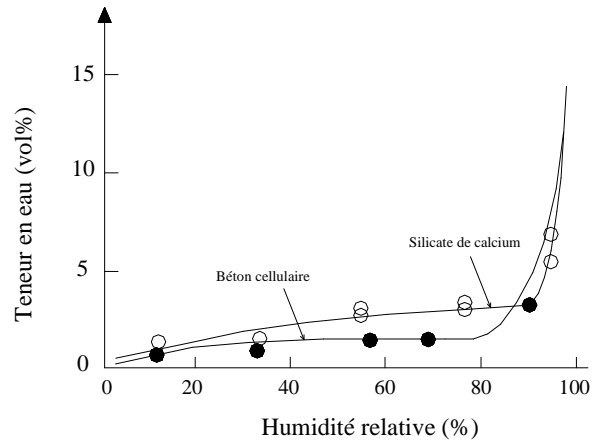 Teneur en eau (vol%)
15
10
5
0
Silicate de calcium
Béton cellulaire
20
40
60
80
100
Humidité relative (%)